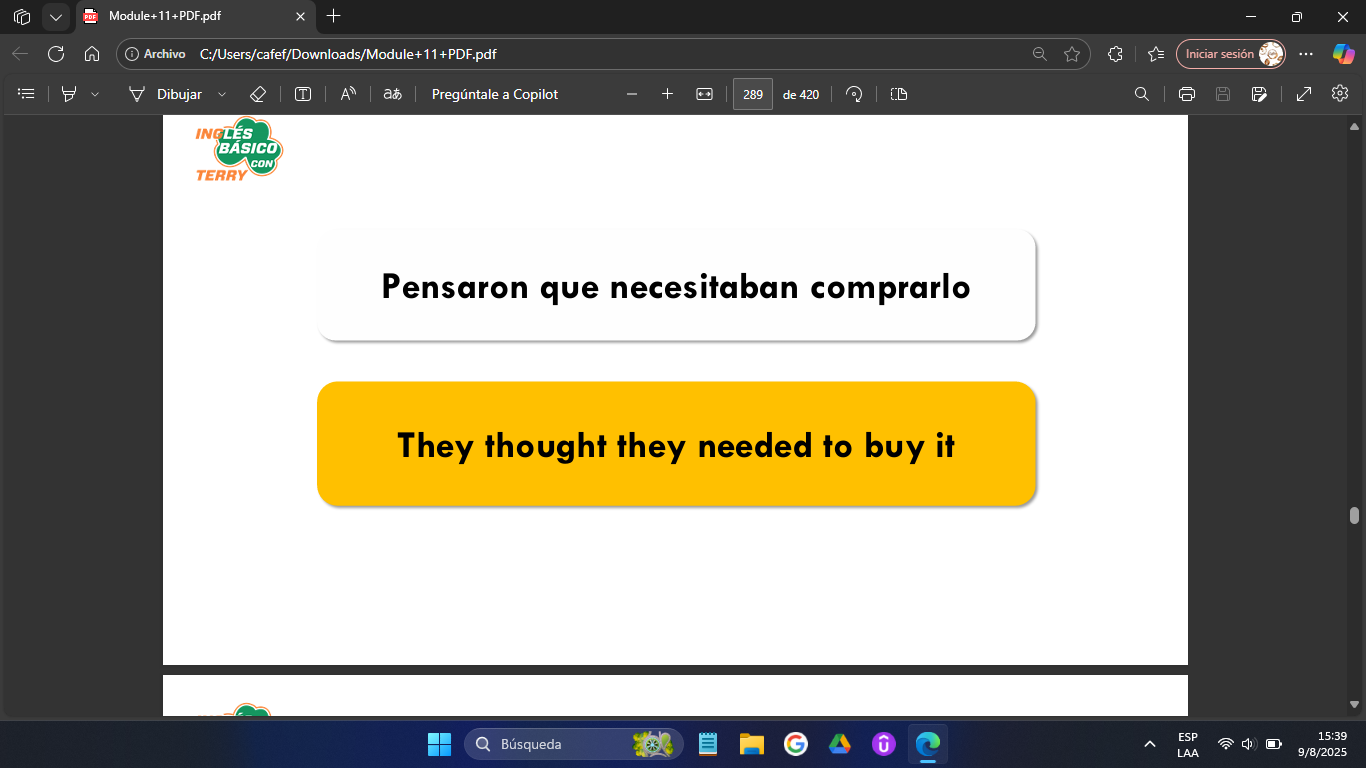 Module+11+PDF.pdf
Archivo C:/Users/cafef/Downloads/Module+11+PDF.pdf
Iniciar sesión
Dibujar
Pregúntale a Copilot
289 de 420
INGLÉS
BÁSICO
CON
TERRY
Pensaron que necesitaban comprarlo
They thought they needed to buy it
Búsqueda
ESP
LAA
15:39
9/8/2025